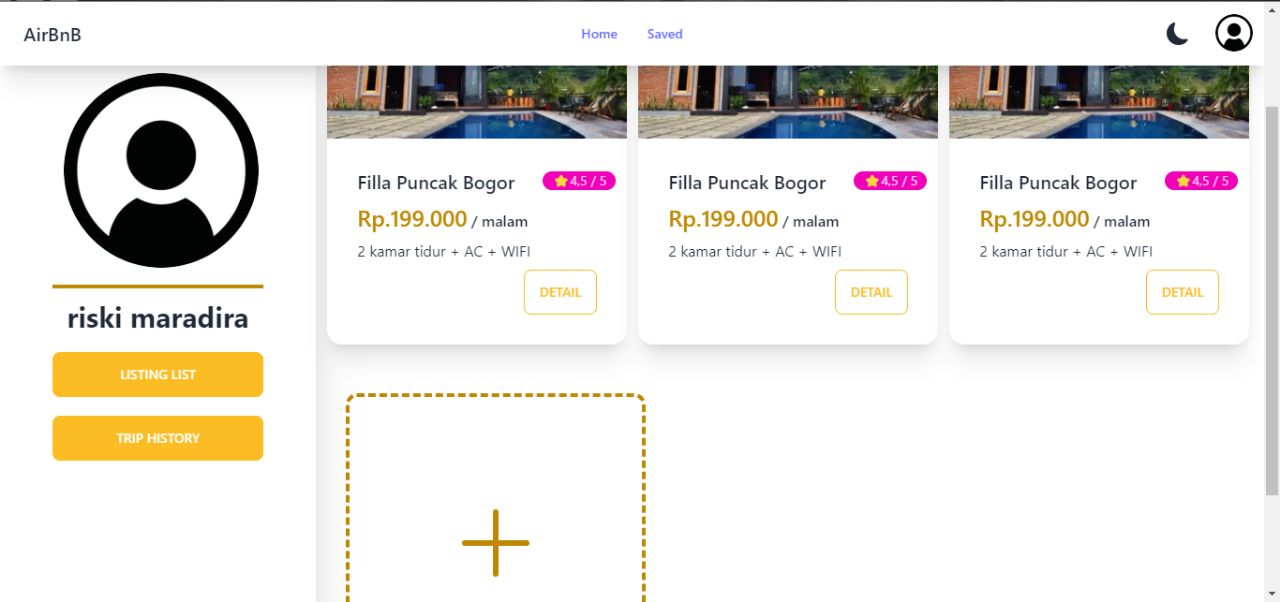 AirBnB
Home
Saved
riski maradira
LISTING LIST
TRIP HISTORY
Filla Puncak Bogor
4,5 / 5
Rp.199.000 / malam
2 kamar tidur + AC + WIFI
DETAIL
Filla Puncak Bogor
4,5 / 5
Rp.199.000 / malam
2 kamar tidur + AC + WIFI
DETAIL
Filla Puncak Bogor
4,5 / 5
Rp.199.000 / malam
2 kamar tidur + AC + WIFI
DETAIL